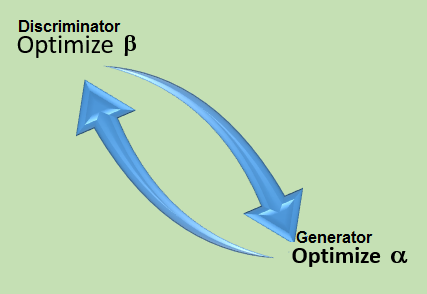 Discriminator
Optimize β
Generator
Optimize α